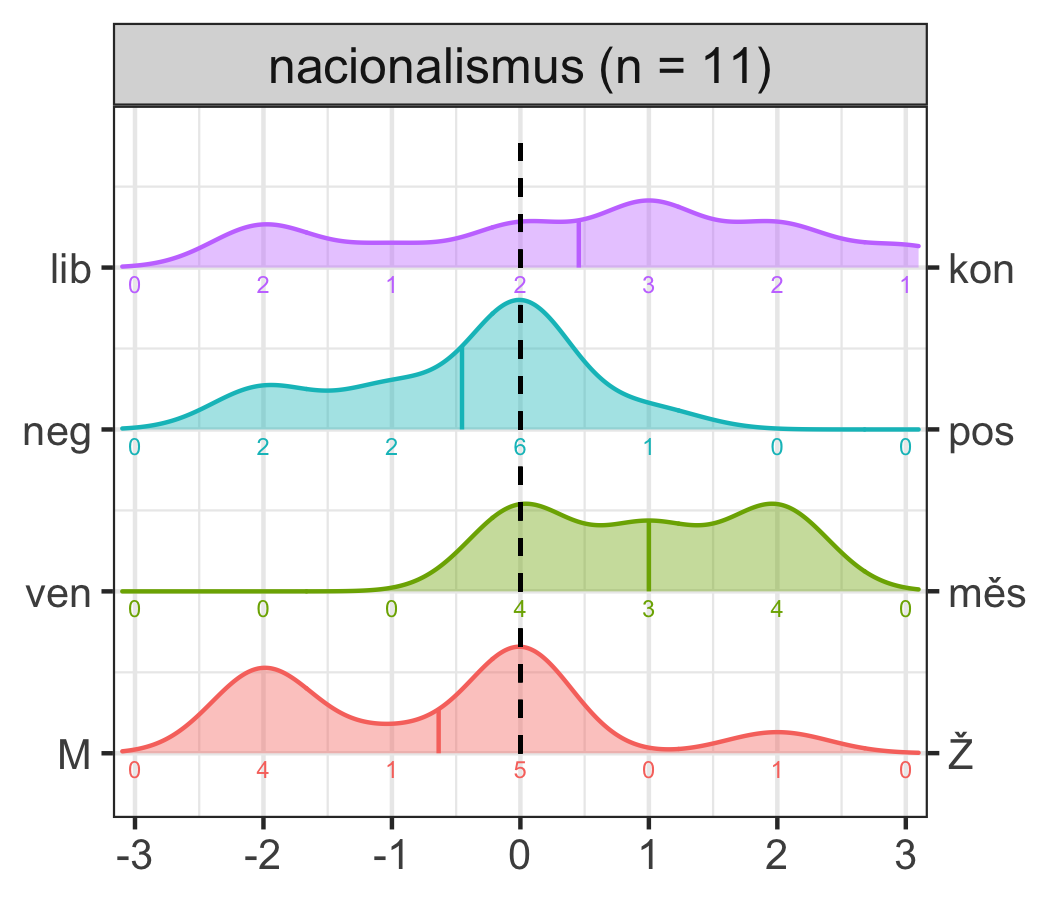 nacionalismus (n = 11)
lib kon
0 2 1 2 3 2 1
neg pos
0 2 2 6 1 0 0
ven měs
0 0 0 4 3 4 0
M Ž
0 4 1 5 0 1 0
-3 -2 -1 0 1 2 3